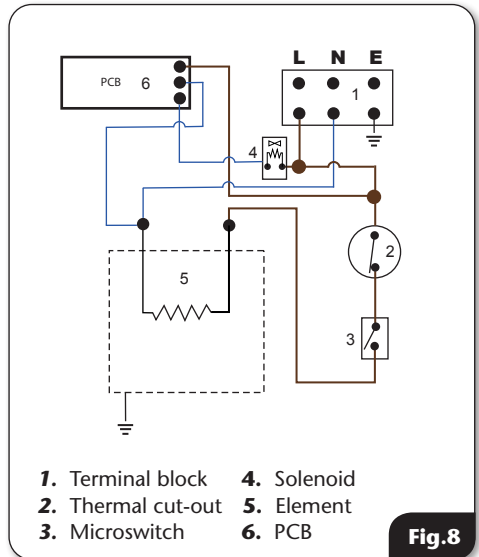 L N E
PCB 6
1
4
2
5
3
1. Terminal block
2. Thermal cut-out
3. Microswitch
4. Solenoid
5. Element
6. PCB
Fig.8